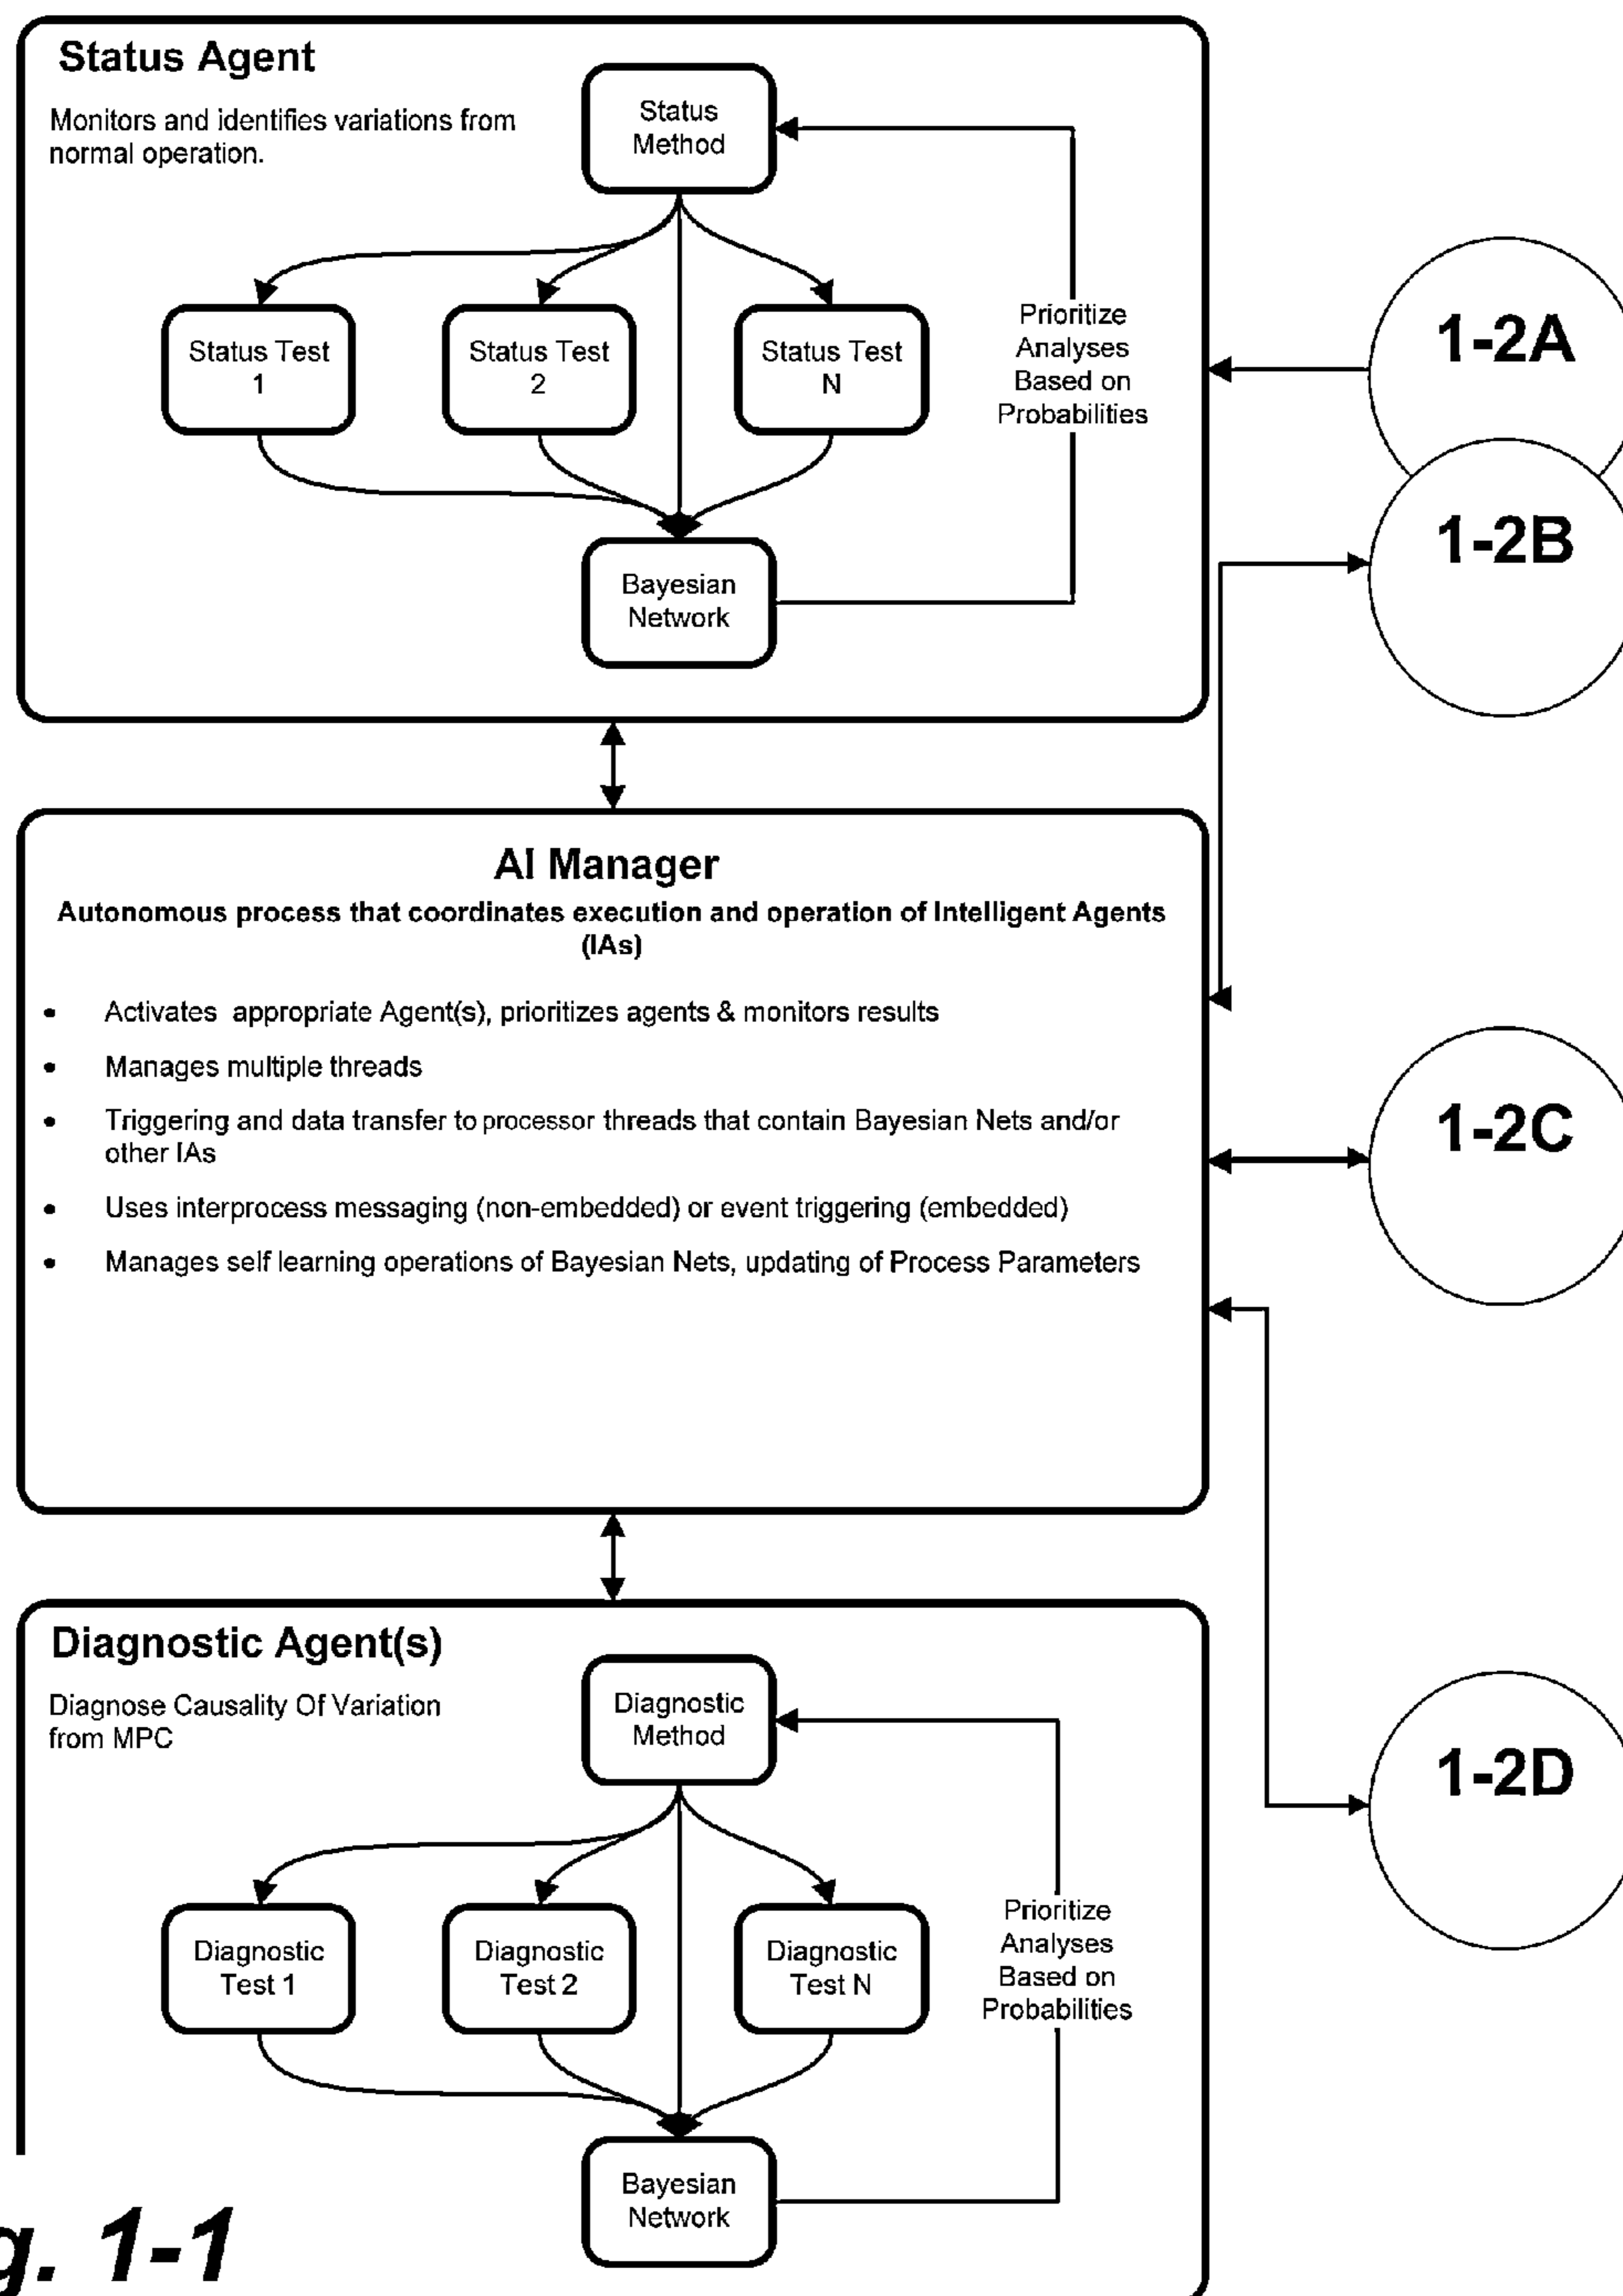 Status Agent
Monitors and identifies variations from
normal operation.
Status
Method
Status Test
1
Status Test
2
Status Test
N
Prioritize
Analyses
Based on
Probabilities
Bayesian
Network
1-2A
1-2B
AI Manager
Autonomous process that coordinates execution and operation of Intelligent Agents
(IAs)
• Activates appropriate Agent(s), prioritizes agents & monitors results
• Manages multiple threads
• Triggering and data transfer to processor threads that contain Bayesian Nets and/or
other IAs
• Uses interprocess messaging (non-embedded) or event triggering (embedded)
• Manages self learning operations of Bayesian Nets, updating of Process Parameters
1-2C
1-2D
Diagnostic Agent(s)
Diagnose Causality Of Variation
from MPC
Diagnostic
Method
Diagnostic
Test 1
Diagnostic
Test 2
Diagnostic
Test N
Prioritize
Analyses
Based on
Probabilities
Bayesian
Network
g. 1-1